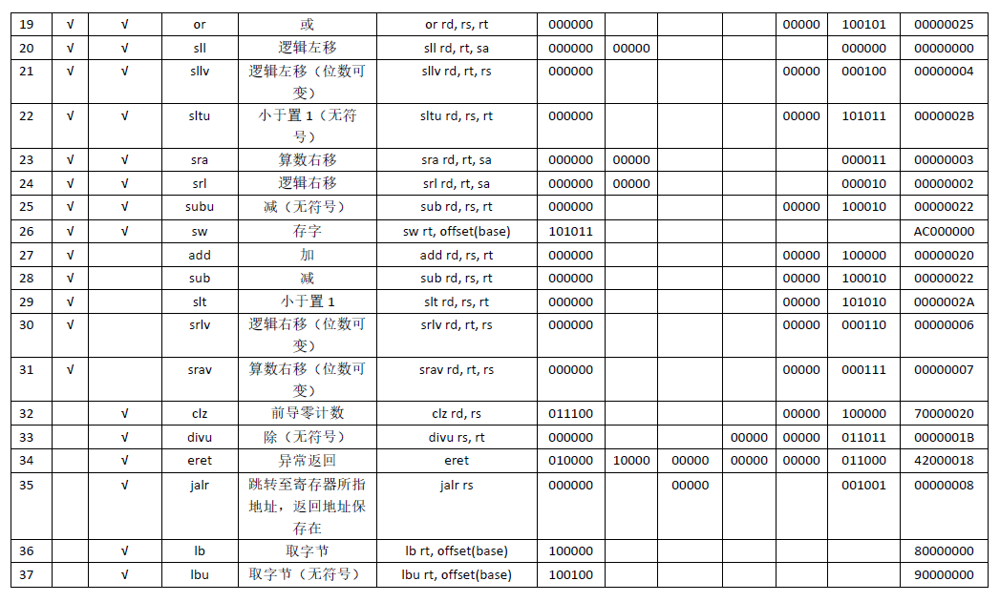 19 √ √ or 或 or rd, rs, rt 000000 00000 100101 00000025
20 √ √ sll 逻辑左移 sll rd, rt, sa 000000 00000 000000 00000000
21 √ √ sllv 逻辑左移（位数可 sllv rd, rt, rs 000000 00000 000100 00000004
变）
22 √ √ sltu 小于置 1（无符 sltu rd, rs, rt 000000 00000 101011 0000002B
号）
23 √ √ sra 算数右移 sra rd, rt, sa 000000 00000 000011 00000003
24 √ √ srl 逻辑右移 srl rd, rt, sa 000000 00000 000010 00000002
25 √ √ subu 减（无符号） sub rd, rs, rt 000000 00000 100010 00000022
26 √ √ sw 存字 sw rt, offset(base) 101011 AC000000
27 √ add 加 add rd, rs, rt 000000 00000 100000 00000020
28 √ sub 减 sub rd, rs, rt 000000 00000 100010 00000022
29 √ slt 小于置 1 slt rd, rs, rt 000000 00000 101010 0000002A
30 √ srlv 逻辑右移（位数可 srlv rd, rt, rs 000000 00000 000110 00000006
变）
31 √ srav 算数右移（位数可 srav rd, rt, rs 000000 00000 000111 00000007
变）
32 √ clz 前导零计数 clz rd, rs 011100 00000 100000 70000020
33 √ divu 除（无符号） divu rs, rt 000000 00000 00000 011011 0000001B
34 √ eret 异常返回 eret 010000 10000 00000 00000 00000 011000 42000018
35 √ jalr 跳转至寄存器所指 jalr rs 000000 00000 001001 00000008
地址，返回地址保
存在
36 √ lb 取字节 lb rt, offset(base) 100000 80000000
37 √ lbu 取字节（无符号） lbu rt, offset(base) 100100 90000000